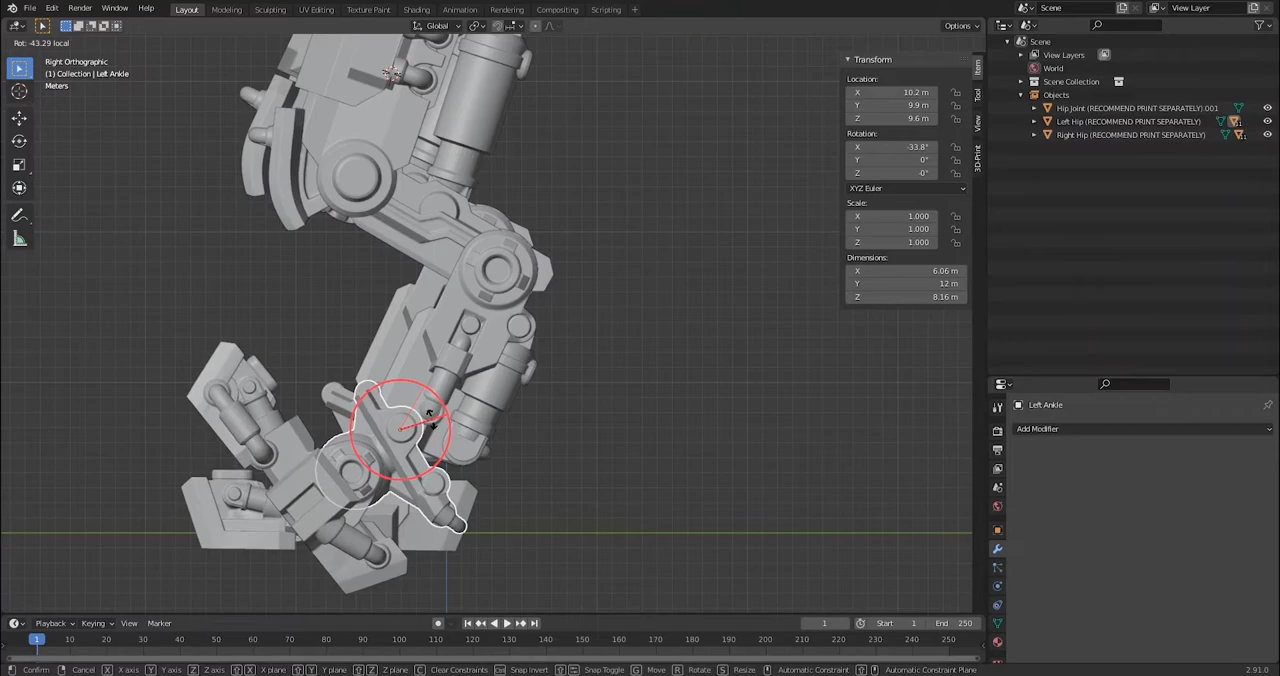 File Edit Render Window Help
Layout Modeling Sculpting UV Editing Texture Paint Shading Animation Rendering Compositing Scripting +
Scene
View Layer
Global
Options
Rot: -43.29 local
Right Orthographic
(1) Collection | Left Ankle
Meters
Transform
Location:
X 10.2 m
Y 9.9 m
Z 9.6 m
Rotation:
X -33.8°
Y 0°
Z -0°
XYZ Euler
Scale:
X 1.000
Y 1.000
Z 1.000
Dimensions:
X 6.06 m
Y 12 m
Z 8.16 m
Item
Tool
View
3D-Print
Scene
View Layers
World
Scene Collection
Objects
Hip Joint (RECOMMEND PRINT SEPARATELY).001
Left Hip (RECOMMEND PRINT SEPARATELY)
Right Hip (RECOMMEND PRINT SEPARATELY)
Left Ankle
Add Modifier
Playback Keying View Marker
1
Start 1
End 250
1 10 20 30 40 50 60 70 80 90 100 110 120 130 140 150 160 170 180 190 200 210 220 230 240 250
Confirm Cancel X X axis Y Y axis Z Z axis X X plane Y Y plane Z Z plane C Clear Constraints Snap Invert Snap Toggle G Move R Rotate S Resize Automatic Constraint Automatic Constraint Plane
2.91.0